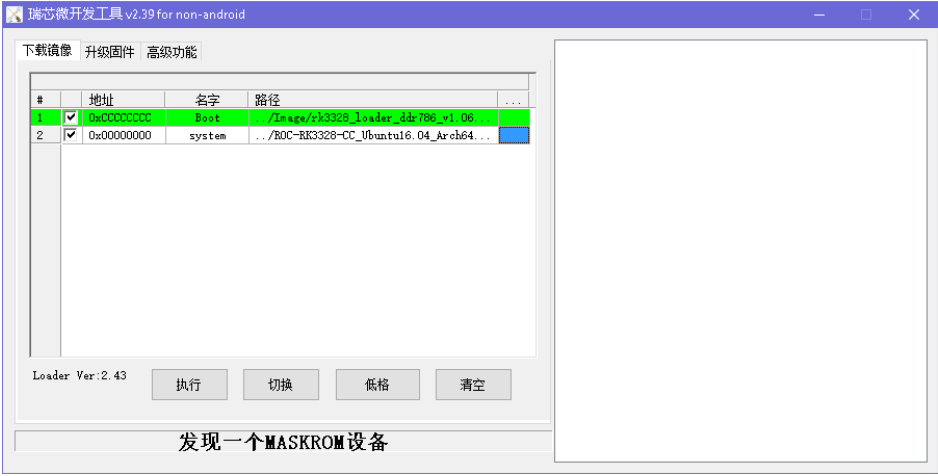 瑞芯微开发工具 v2.39 for non-android
下载镜像 升级固件 高级功能
# 地址 名字 路径 ...
1 0xCCCCCCCC Boot ../Image/rk3328_loader_ddr786_v1.06...
2 0x00000000 system ../ROC-RK3328-CC_Ubuntu16.04_Arch64...
Loader Ver:2.43
执行 切换 低格 清空
发现一个MASKROM设备